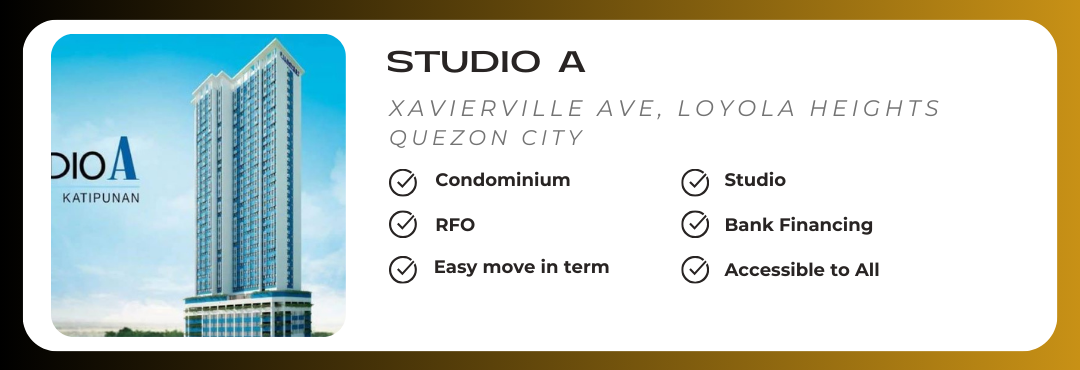 DIO A
KATIPUNAN
STUDIO A
XAVIERVILLE AVE, LOYOLA HEIGHTS
QUEZON CITY
Condominium
Studio
RFO
Bank Financing
Easy move in term
Accessible to All